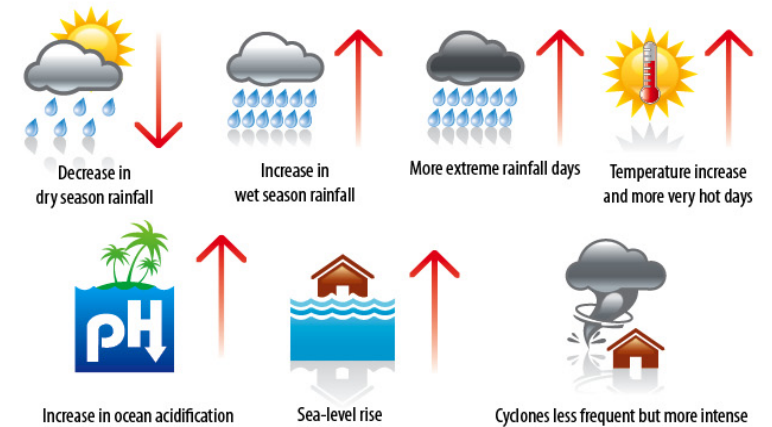 Decrease in
dry season rainfall
Increase in
wet season rainfall
More extreme rainfall days
Temperature increase
and more very hot days
pH
Increase in ocean acidification
Sea-level rise
Cyclones less frequent but more intense